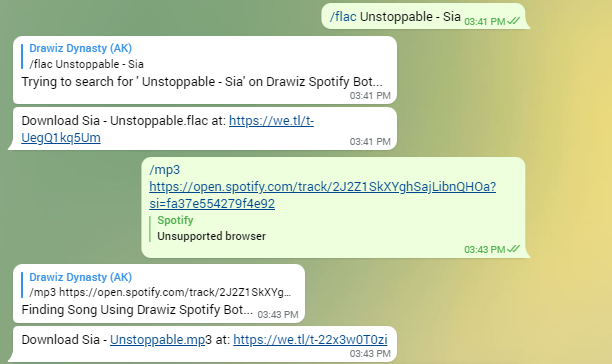 /flac Unstoppable - Sia 03:41 PM
Drawiz Dynasty (AK)
/flac Unstoppable - Sia
Trying to search for ' Unstoppable - Sia' on Drawiz Spotify Bot...
03:41 PM
Download Sia - Unstoppable.flac at: https://we.tl/t-
UegQ1kq5Um 03:41 PM
/mp3
https://open.spotify.com/track/2J2Z1SkXYghSajLibnQHOa?
si=fa37e554279f4e92
Spotify
Unsupported browser
03:43 PM
Drawiz Dynasty (AK)
/mp3 https://open.spotify.com/track/2J2Z1SkXYg...
Finding Song Using Drawiz Spotify Bot... 03:43 PM
Download Sia - Unstoppable.mp3 at: https://we.tl/t-22x3w0T0zi
03:43 PM